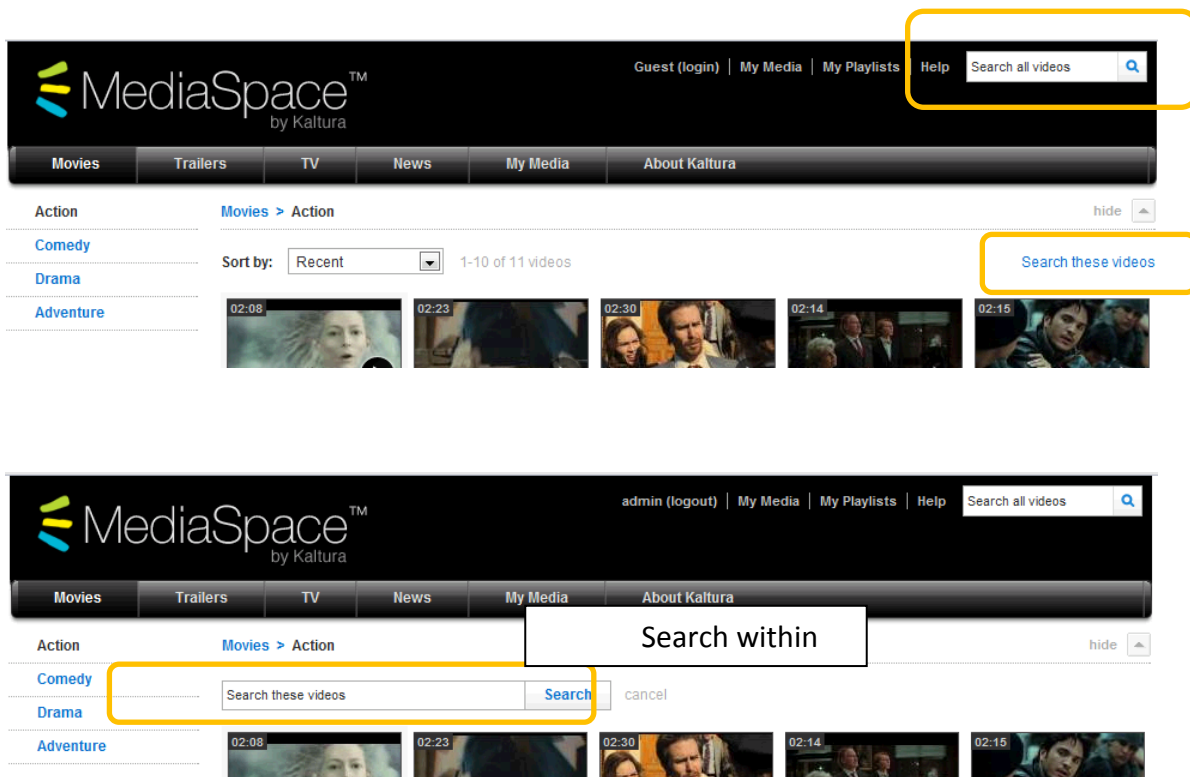 Guest (login) | My Media | My Playlists | Help Search all videos
MediaSpace™
by Kaltura
Movies Trailers TV News My Media About Kaltura
Action Movies > Action hide
Comedy
Sort by: Recent 1-10 of 11 videos Search these videos
Drama
Adventure 02:08 02:23 02:30 02:14 02:15
admin (logout) | My Media | My Playlists | Help Search all videos
MediaSpace™
by Kaltura
Movies Trailers TV News My Media About Kaltura
Search within
Action Movies > Action hide
Comedy
Search these videos Search cancel
Drama
Adventure 02:08 02:23 02:30 02:14 02:15